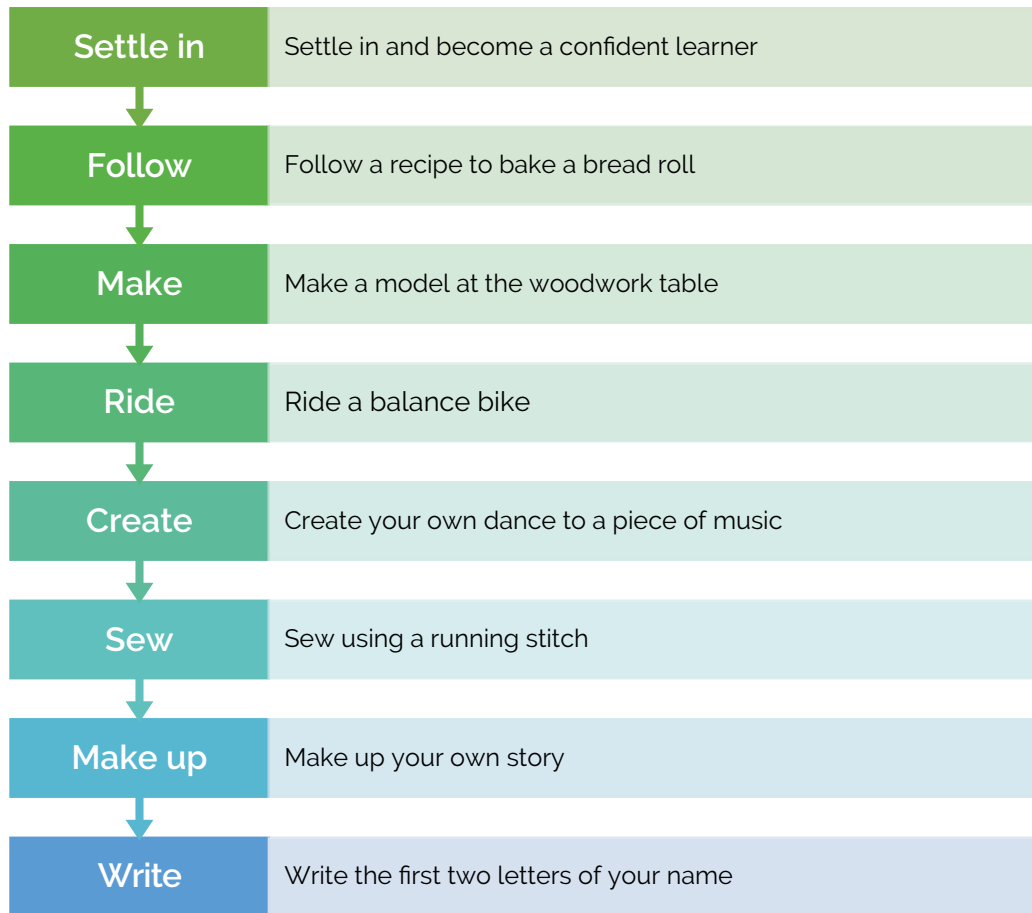 Settle in
Settle in and become a confident learner
Follow
Follow a recipe to bake a bread roll
Make
Make a model at the woodwork table
Ride
Ride a balance bike
Create
Create your own dance to a piece of music
Sew
Sew using a running stitch
Make up
Make up your own story
Write
Write the first two letters of your name